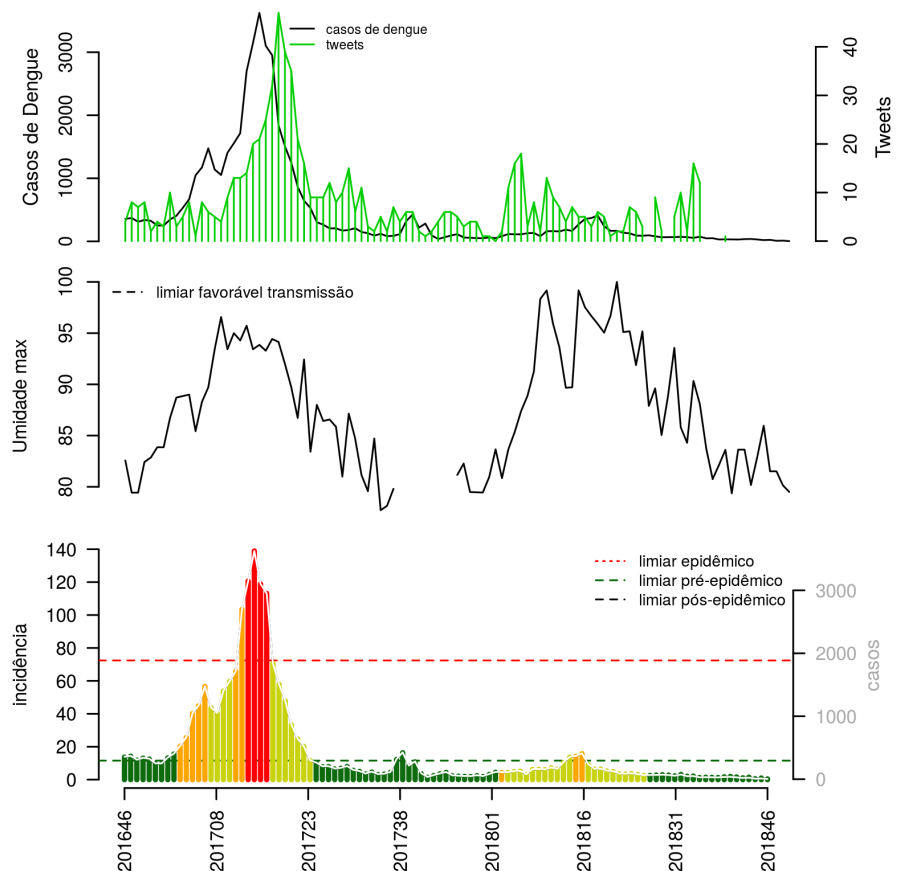 casos de dengue
tweets
Casos de Dengue
0 1000 2000 3000
0 10 20 30 40
Tweets
limiar favorável transmissão
Umidade max
80 85 90 95 100
limiar epidêmico
limiar pré-epidêmico
limiar pós-epidêmico
incidência
0 20 40 60 80 100 120 140
0 1000 2000 3000
casos
201646 201708 201723 201738 201801 201816 201831 201846